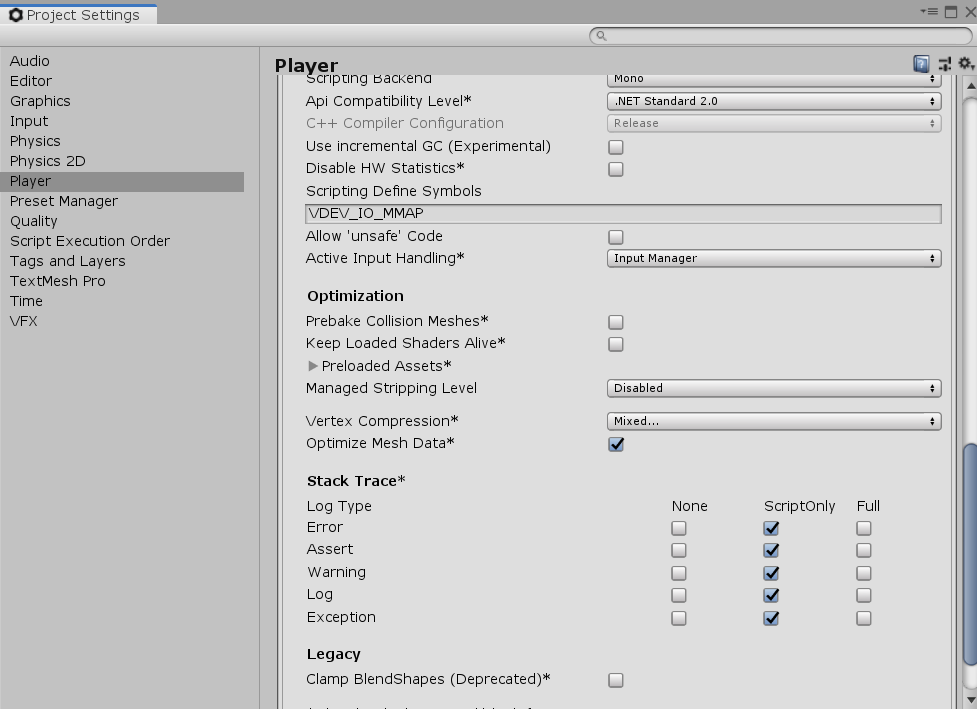 Project Settings
Audio
Editor
Graphics
Input
Physics
Physics 2D
Player
Preset Manager
Quality
Script Execution Order
Tags and Layers
TextMesh Pro
Time
VFX
Player
Scripting Backend Mono
Api Compatibility Level* .NET Standard 2.0
C++ Compiler Configuration Release
Use incremental GC (Experimental)
Disable HW Statistics*
Scripting Define Symbols
VDEV_IO_MMAP
Allow 'unsafe' Code
Active Input Handling* Input Manager
Optimization
Prebake Collision Meshes*
Keep Loaded Shaders Alive*
Preloaded Assets*
Managed Stripping Level Disabled
Vertex Compression* Mixed...
Optimize Mesh Data*
Stack Trace*
Log Type None ScriptOnly Full
Error
Assert
Warning
Log
Exception
Legacy
Clamp BlendShapes (Deprecated)*